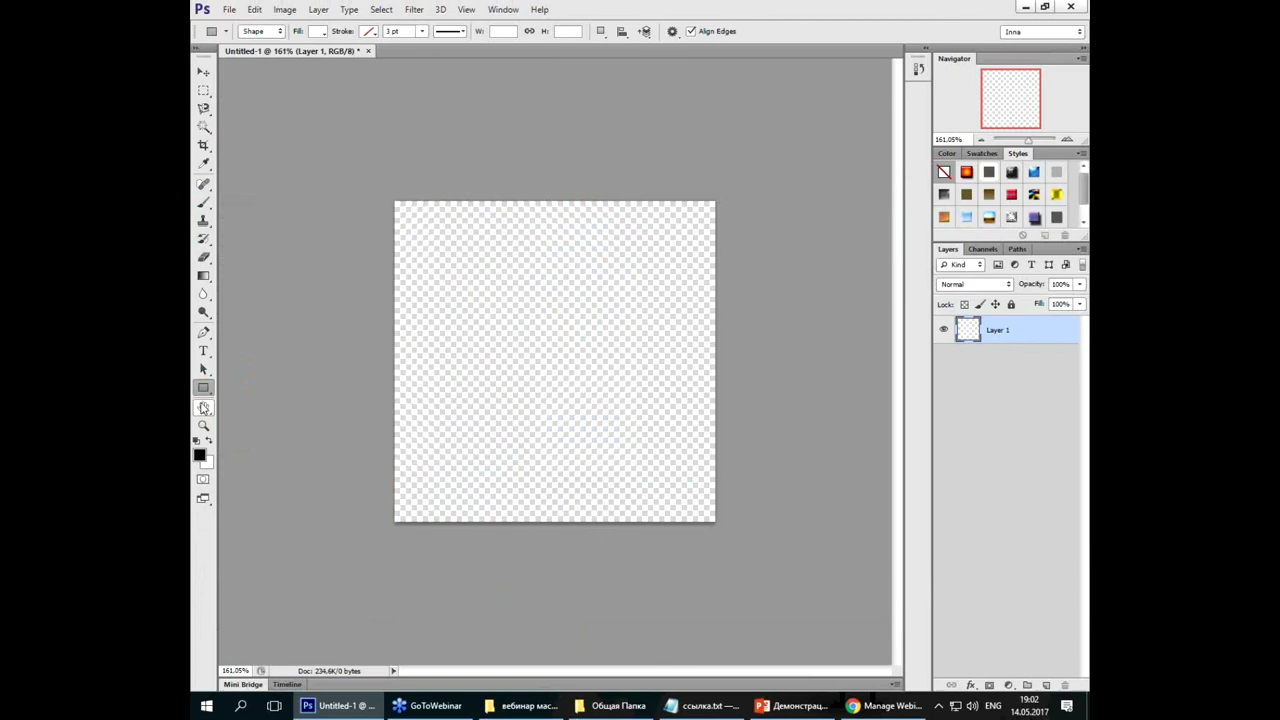 Ps File Edit Image Layer Type Select Filter 3D View Window Help
Shape Fill: Stroke: 3 pt W: H: Align Edges Inna
Untitled-1 @ 161% (Layer 1, RGB/8) * ×
Navigator
161.05%
Color Swatches Styles
Layers Channels Paths
Kind
Normal Opacity: 100%
Lock: Fill: 100%
Layer 1
161.05% Doc: 234.6K/0 bytes
Mini Bridge Timeline
Ps Untitled-1 @ ... GoToWebinar вебинар мас... Общая Папка ссылка.txt —... Демонстрац... Manage Webi... ENG 19:02
14.05.2017